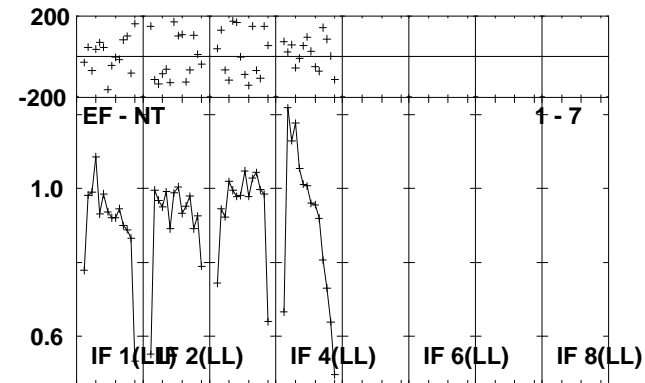 200
-200
EF - NT 1 - 7
1.0
0.6
IF 1(LL) IF 2(LL) IF 4(LL) IF 6(LL) IF 8(LL)